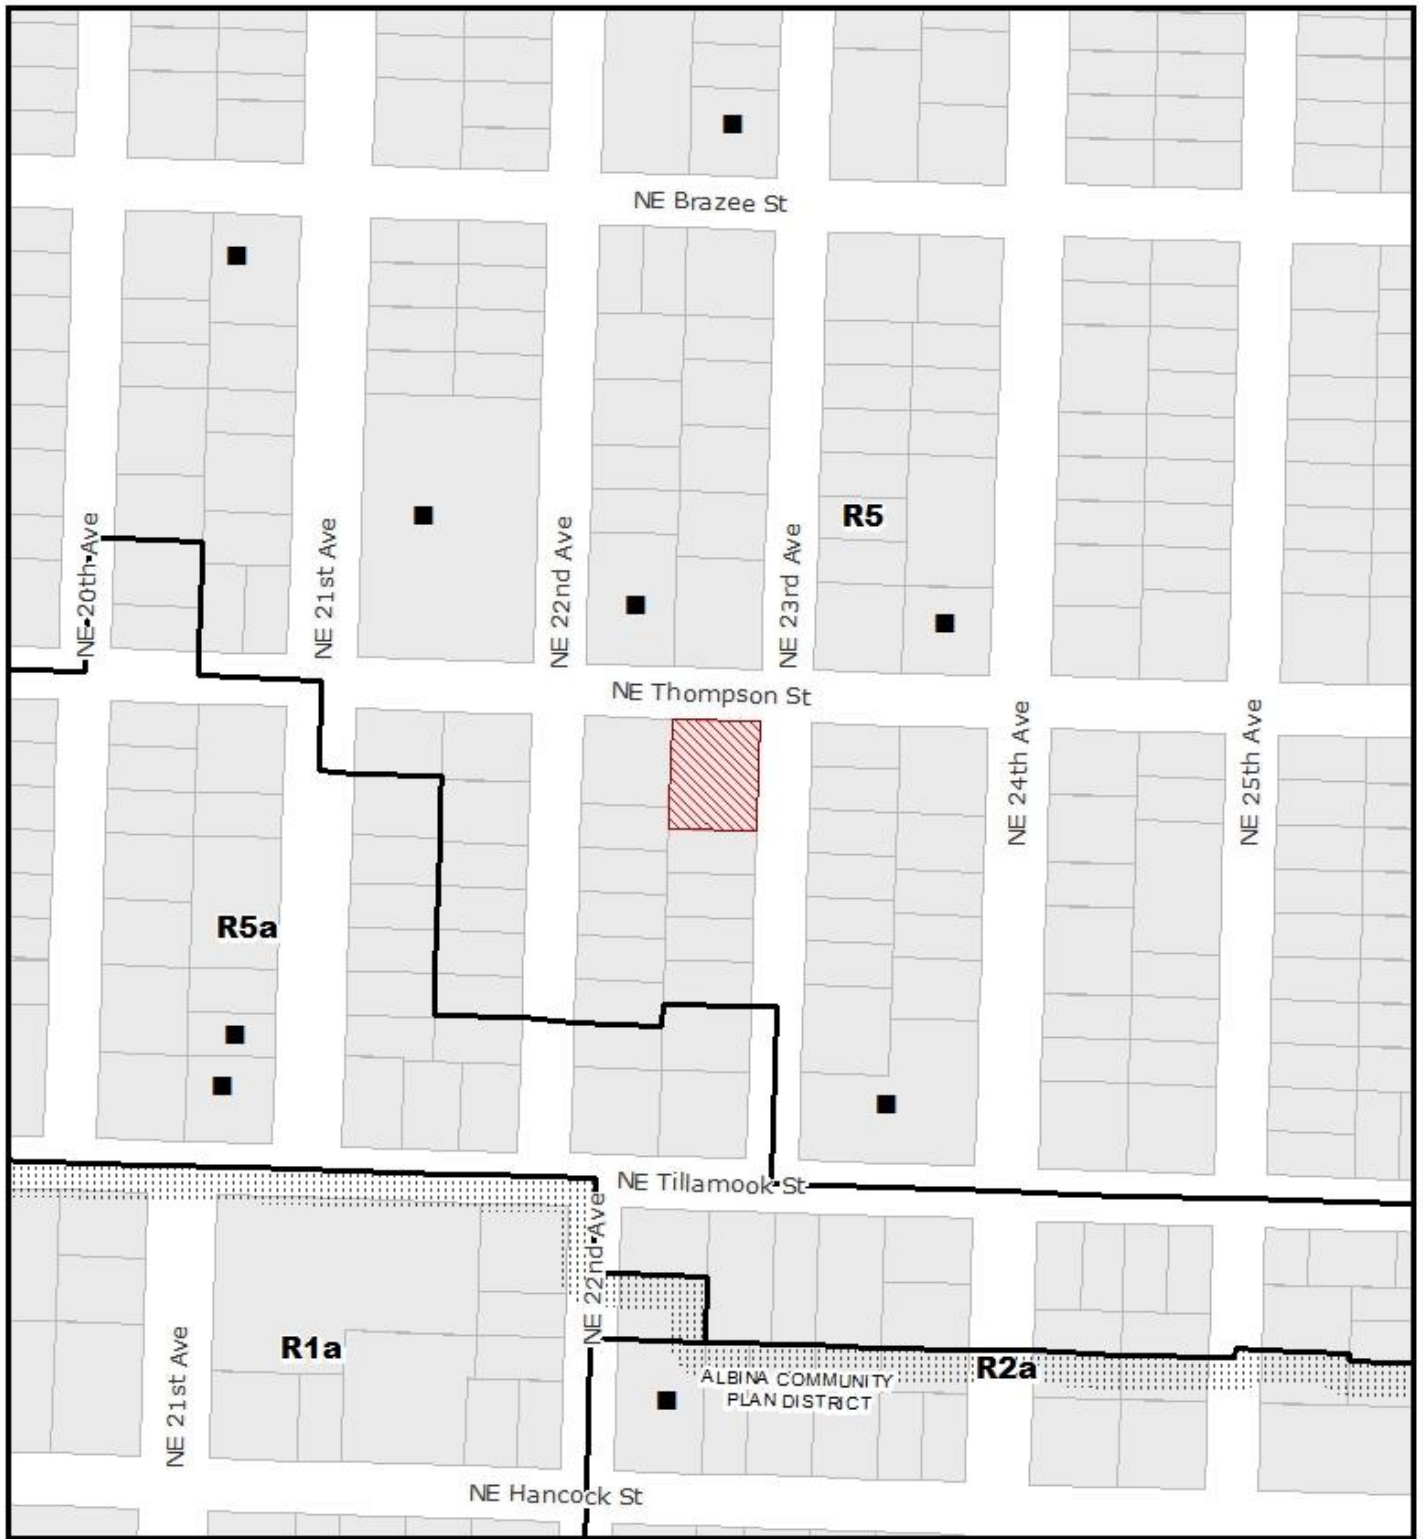 NE Brazee St
NE 20th Ave
NE 21st Ave
NE 22nd Ave
NE 23rd Ave
R5
NE Thompson St
NE 24th Ave
NE 25th Ave
R5a
NE Tillamook St
NE 22nd Ave
NE 21st Ave
R1a
R2a
ALBINA COMMUNITY
PLAN DISTRICT
NE Hancock St